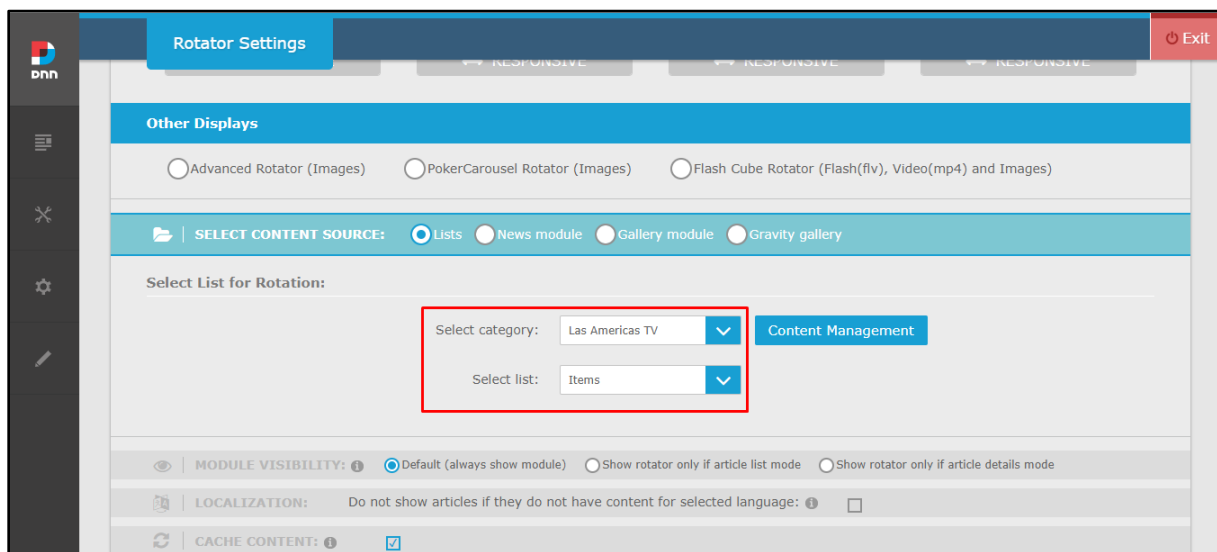 Rotator Settings
Exit
DNN
RESPONSIVE RESPONSIVE RESPONSIVE
Other Displays
Advanced Rotator (Images) PokerCarousel Rotator (Images) Flash Cube Rotator (Flash(flv), Video(mp4) and Images)
SELECT CONTENT SOURCE: Lists News module Gallery module Gravity gallery
Select List for Rotation:
Select category: Las Americas TV Content Management
Select list: Items
MODULE VISIBILITY: Default (always show module) Show rotator only if article list mode Show rotator only if article details mode
LOCALIZATION: Do not show articles if they do not have content for selected language:
CACHE CONTENT: